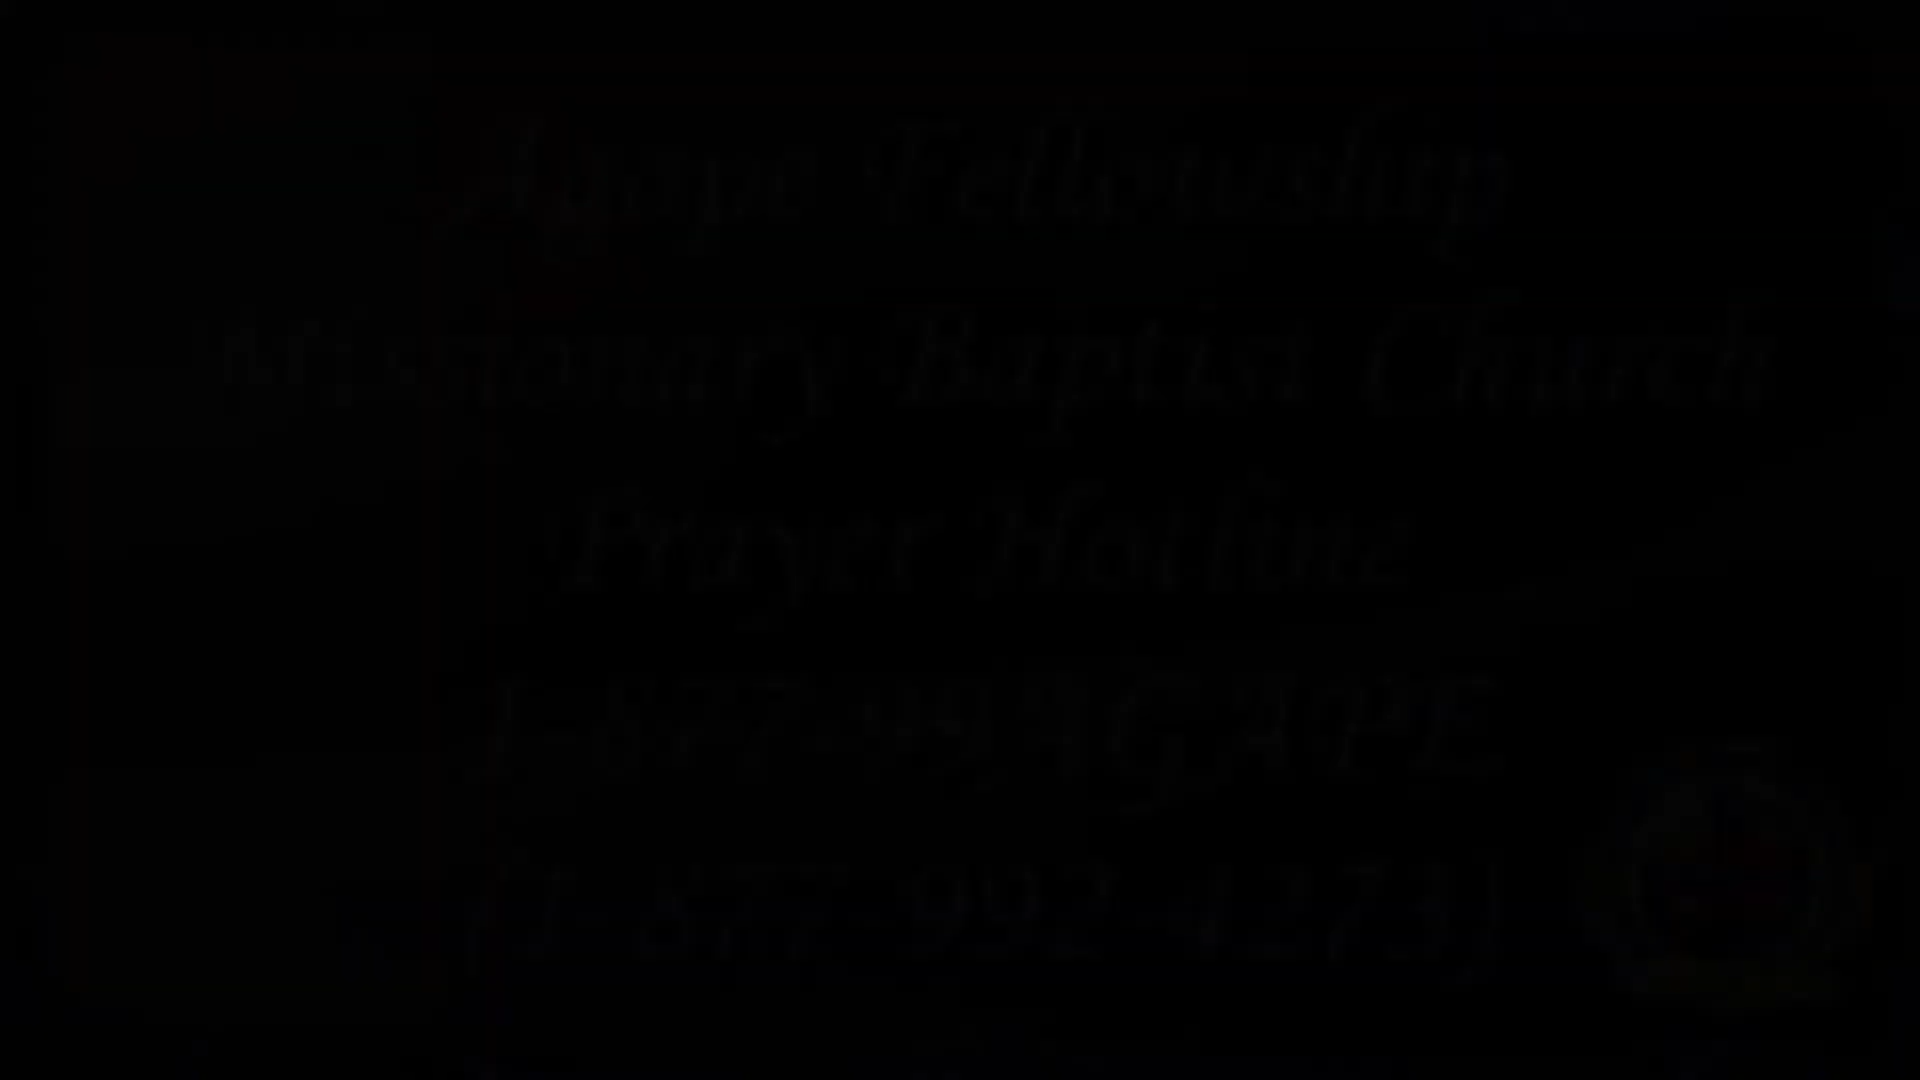 Agape Fellowship
Missionary Baptist Church
Prayer Hotline
1-877-99AGAPE
(1-877-992-4273)